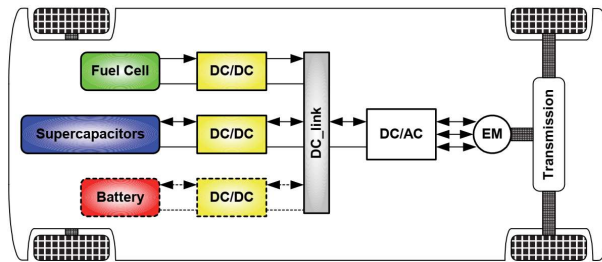 Fuel Cell
DC/DC
Supercapacitors
DC/DC
Battery
DC/DC
DC_link
DC/AC
EM
Transmission